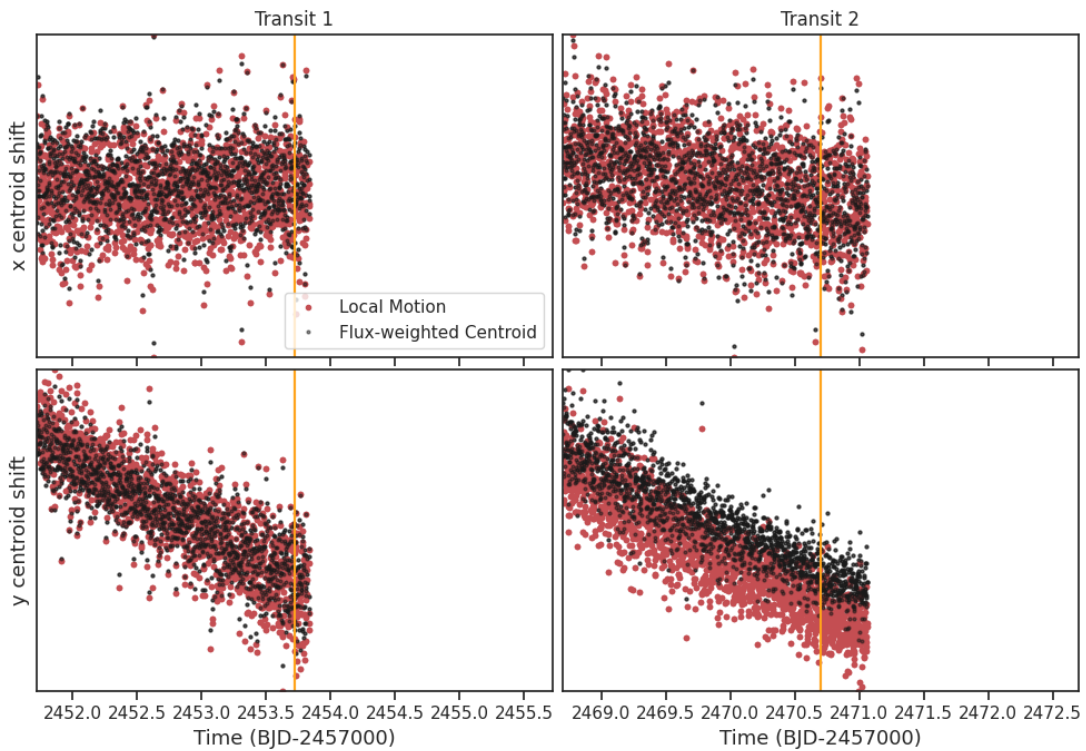 Transit 1
Transit 2
x centroid shift
Local Motion
Flux-weighted Centroid
y centroid shift
2452.0 2452.5 2453.0 2453.5 2454.0 2454.5 2455.0 2455.5
2469.0 2469.5 2470.0 2470.5 2471.0 2471.5 2472.0 2472.5
Time (BJD-2457000)
Time (BJD-2457000)